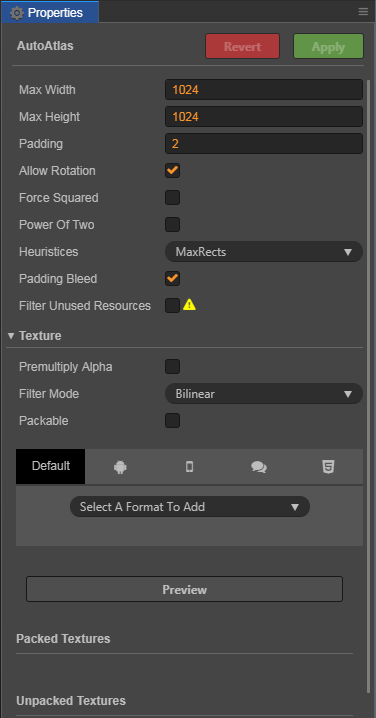 Properties
AutoAtlas Revert Apply
Max Width 1024
Max Height 1024
Padding 2
Allow Rotation
Force Squared
Power Of Two
Heuristices MaxRects
Padding Bleed
Filter Unused Resources
Texture
Premultiply Alpha
Filter Mode Bilinear
Packable
Default
Select A Format To Add
Preview
Packed Textures
Unpacked Textures